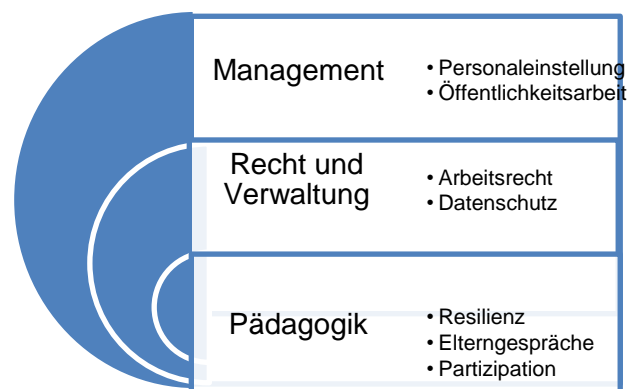 Management
• Personaleinstellung
• Öffentlichkeitsarbeit
Recht und
Verwaltung
• Arbeitsrecht
• Datenschutz
Pädagogik
• Resilienz
• Elterngespräche
• Partizipation